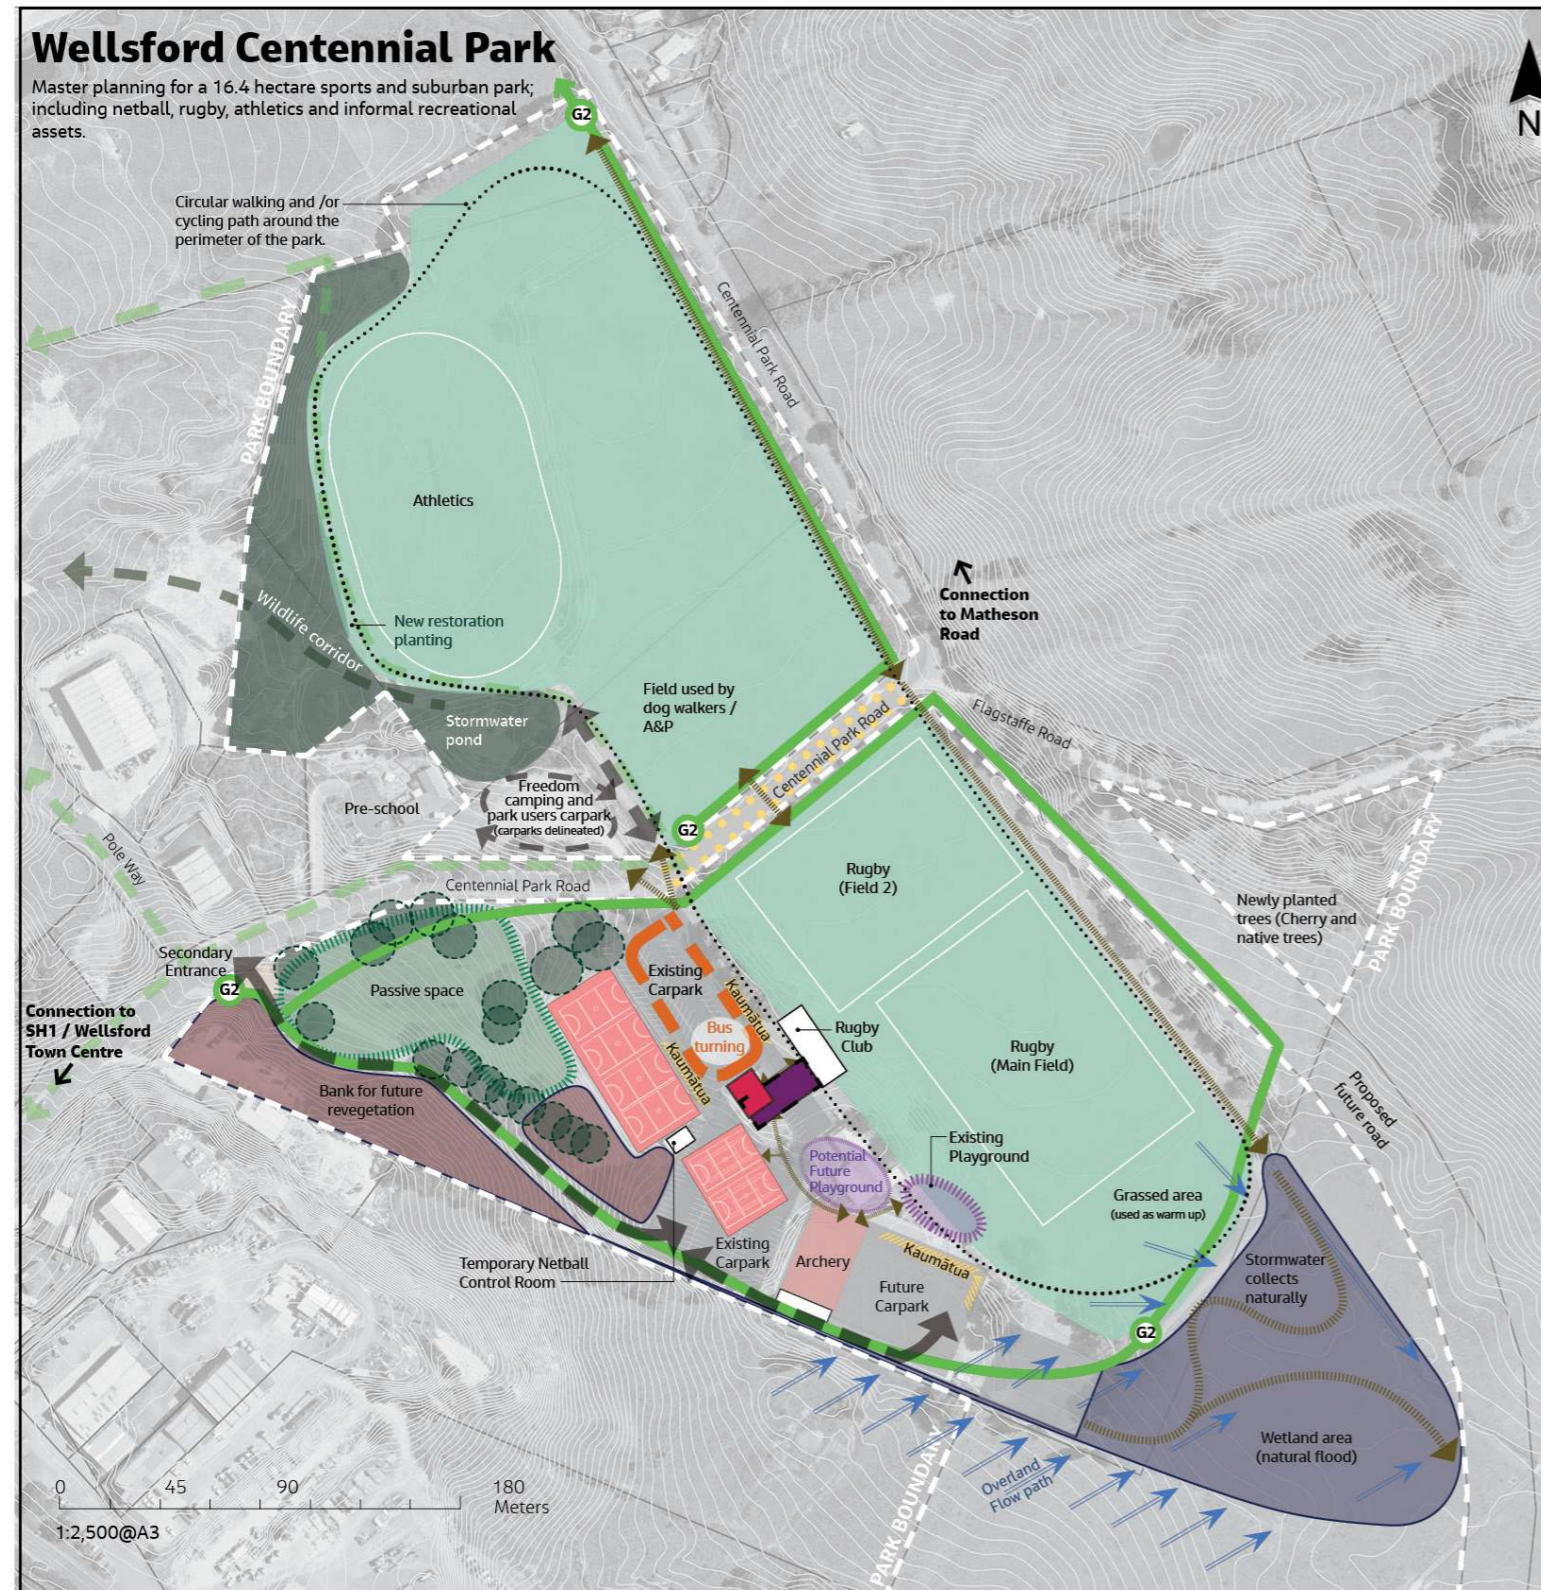 Wellsford Centennial Park
Master planning for a 16.4 hectare sports and suburban park;
including netball, rugby, athletics and informal recreational
assets.
N
G2
Circular walking and /or
cycling path around the
perimeter of the park.
Centennial Park Road
PARK BOUNDARY
Athletics
Wildlife corridor
New restoration
planting
Connection
to Matheson
Road
Field used by
dog walkers /
A&P
Stormwater
pond
Centennial Park Road
Flagstaffe Road
Freedom
camping and
park users carpark
(carparks delineated)
Pre-school
G2
Pole Way
Centennial Park Road
Rugby
(Field 2)
Newly planted
trees (Cherry and
native trees)
PARK BOUNDARY
Secondary
Entrance
G2
Passive space
Existing
Carpark
Kaumātua
Connection to
SH1 / Wellsford
Town Centre
Bus
turning
Rugby
Club
Rugby
(Main Field)
Kaumātua
Bank for future
revegetation
Proposed
future road
Potential
Future
Playground
Existing
Playground
Grassed area
(used as warm up)
Temporary Netball
Control Room
Existing
Carpark
Archery
Kaumātua
Future
Carpark
Stormwater
collects
naturally
G2
Wetland area
(natural flood)
Overland
Flow path
PARK BOUNDARY
0 45 90 180
Meters
1:2,500@A3